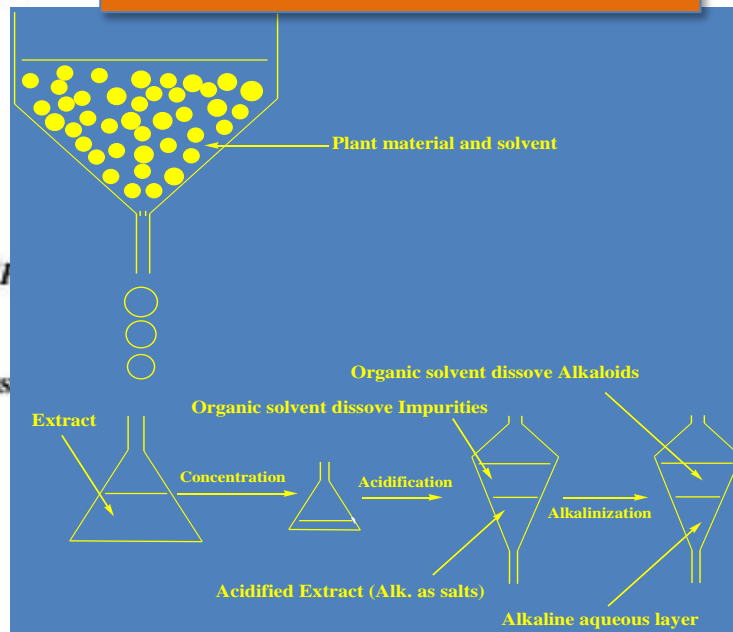 Plant material and solvent
Organic solvent dissove Alkaloids
Organic solvent dissove Impurities
Extract
Concentration
Acidification
Alkalinization
Acidified Extract (Alk. as salts)
Alkaline aqueous layer